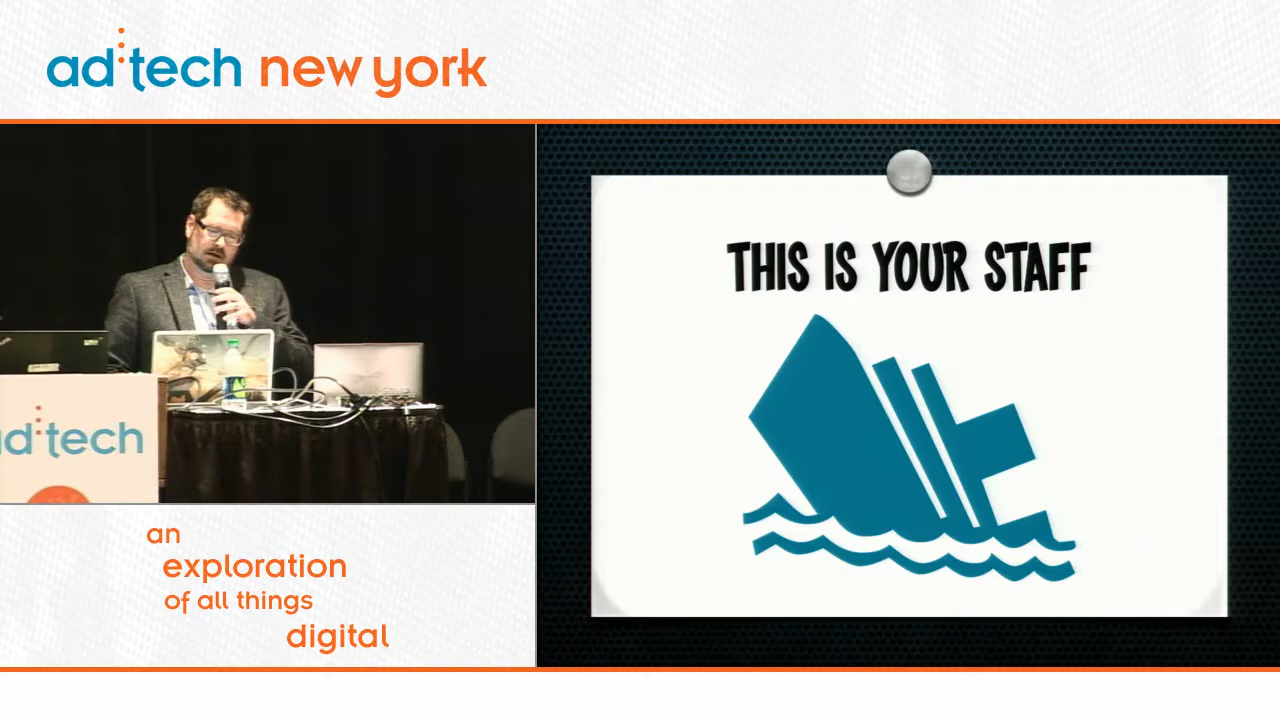 ad:tech new york
THIS IS YOUR STAFF
ad:tech
an
exploration
of all things
digital